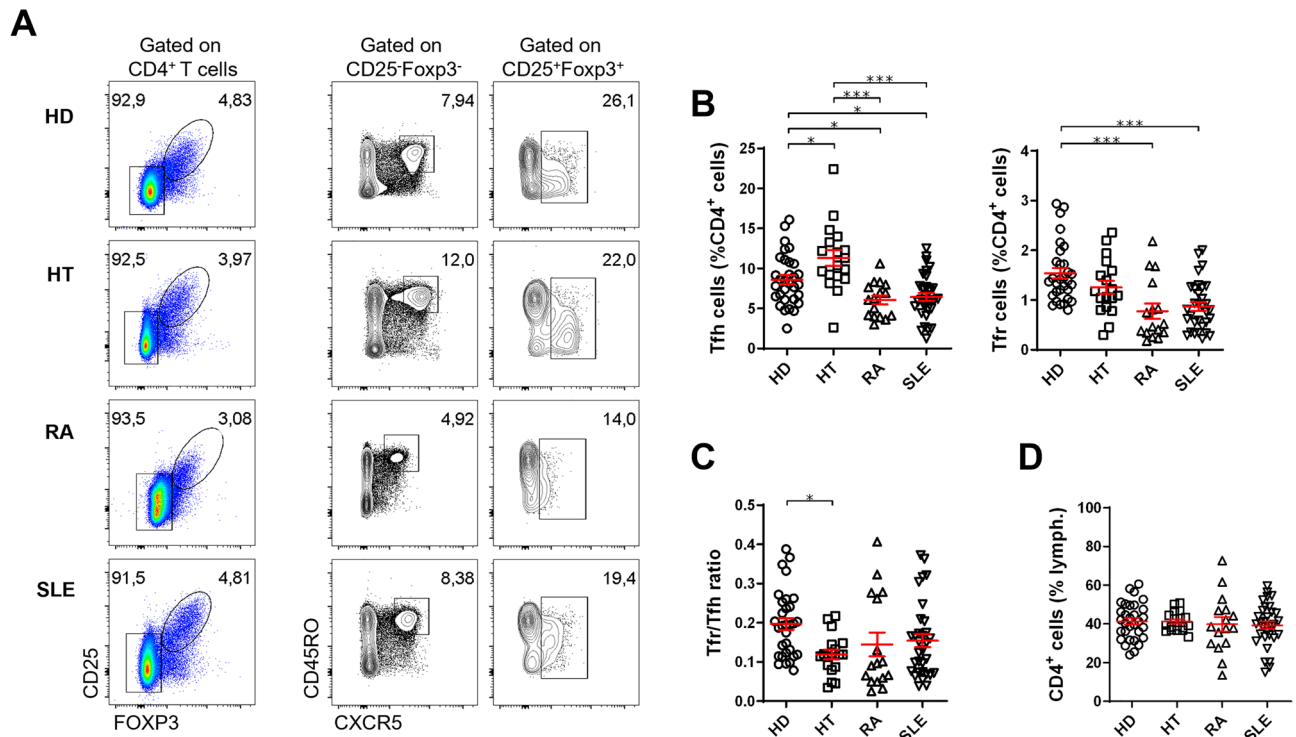 A
Gated on
CD4⁺ T cells
Gated on
CD25⁻Foxp3⁻
Gated on
CD25⁺Foxp3⁺
HD
92,9
4,83
7,94
26,1
HT
92,5
3,97
12,0
22,0
RA
93,5
3,08
4,92
14,0
SLE
91,5
4,81
8,38
19,4
CD25
FOXP3
CD45RO
CXCR5
B
***
***
*
*
*
Tfh cells (%CD4⁺ cells)
25
20
15
10
5
0
HD
HT
RA
SLE
***
***
Tfr cells (%CD4⁺ cells)
4
3
2
1
0
HD
HT
RA
SLE
C
*
Tfr/Tfh ratio
0.5
0.4
0.3
0.2
0.1
0.0
HD
HT
RA
SLE
D
CD4⁺ cells (% lymph.)
100
80
60
40
20
0
HD
HT
RA
SLE